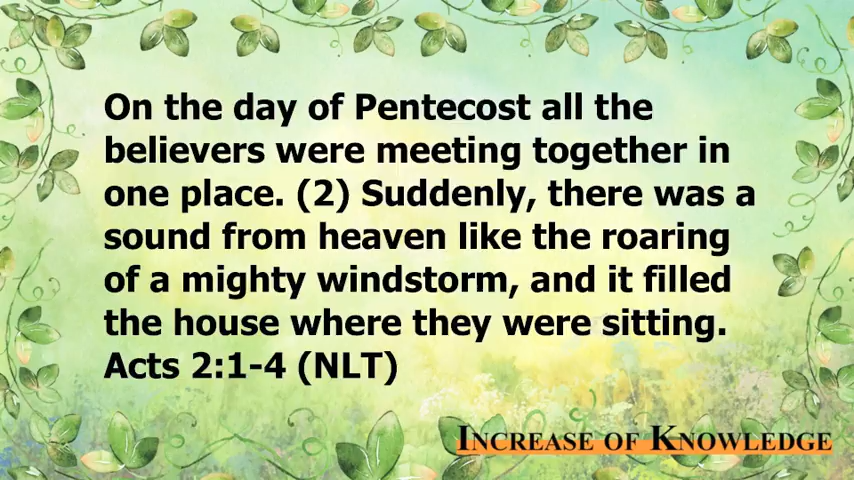 On the day of Pentecost all the
believers were meeting together in
one place. (2) Suddenly, there was a
sound from heaven like the roaring
of a mighty windstorm, and it filled
the house where they were sitting.
Acts 2:1-4 (NLT)
INCREASE OF KNOWLEDGE